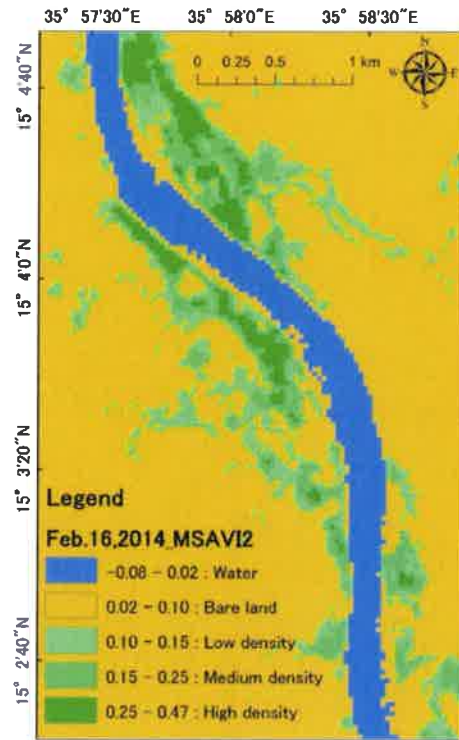 35° 57'30"E 35° 58'0"E 35° 58'30"E
15° 4'40"N
15° 4'0"N
15° 3'20"N
15° 2'40"N
0 0.25 0.5 1 km
N
E
S
W
Legend
Feb.16,2014_MSAVI2
-0.08 - 0.02 : Water
0.02 - 0.10 : Bare land
0.10 - 0.15 : Low density
0.15 - 0.25 : Medium density
0.25 - 0.47 : High density